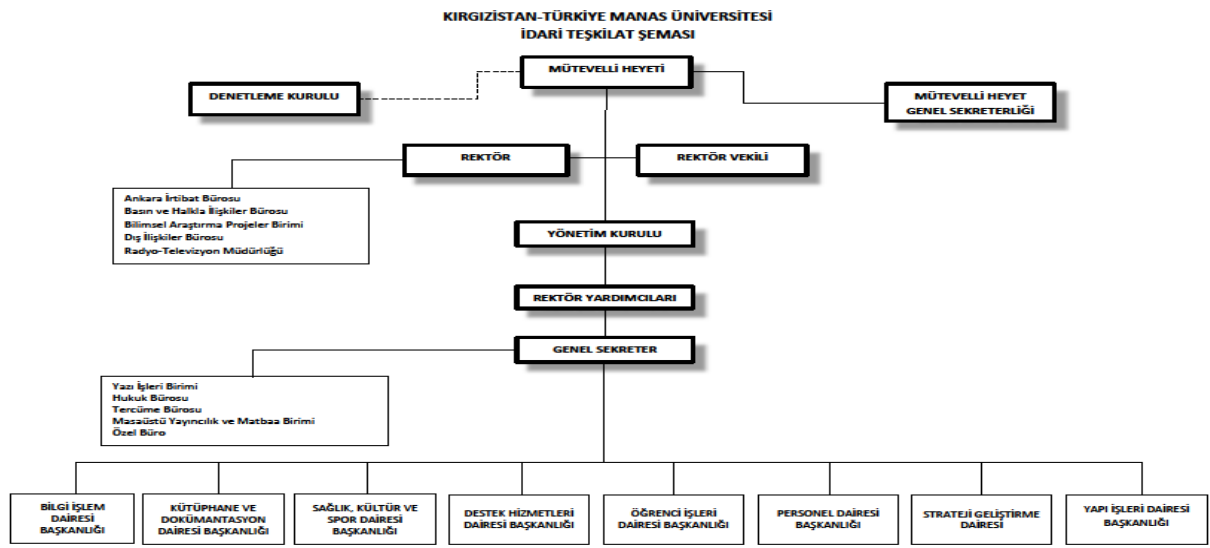 KIRGIZİSTAN-TÜRKİYE MANAS ÜNİVERSİTESİ
İDARİ TEŞKİLAT ŞEMASI
MÜTEVELLİ HEYETİ
DENETLEME KURULU
MÜTEVELLİ HEYET
GENEL SEKRETERLİĞİ
REKTÖR
REKTÖR VEKİLİ
Ankara İrtibat Bürosu
Basın ve Halkla İlişkiler Bürosu
Bilimsel Araştırma Projeler Birimi
Dış İlişkiler Bürosu
Radyo-Televizyon Müdürlüğü
YÖNETİM KURULU
REKTÖR YARDIMCILARI
GENEL SEKRETER
Yazı İşleri Birimi
Hukuk Bürosu
Tercüme Bürosu
Masaüstü Yayıncılık ve Matbaa Birimi
Özel Büro
BİLGİ İŞLEM
DAİRESİ
BAŞKANLIĞI
KÜTÜPHANE VE
DOKÜMANTASYON
DAİRESİ BAŞKANLIĞI
SAĞLIK, KÜLTÜR VE
SPOR DAİRESİ
BAŞKANLIĞI
DESTEK HİZMETLERİ
DAİRESİ BAŞKANLIĞI
ÖĞRENCİ İŞLERİ
DAİRESİ BAŞKANLIĞI
PERSONEL DAİRESİ
BAŞKANLIĞI
STRATEJİ GELİŞTİRME
DAİRESİ
YAPI İŞLERİ DAİRESİ
BAŞKANLIĞI